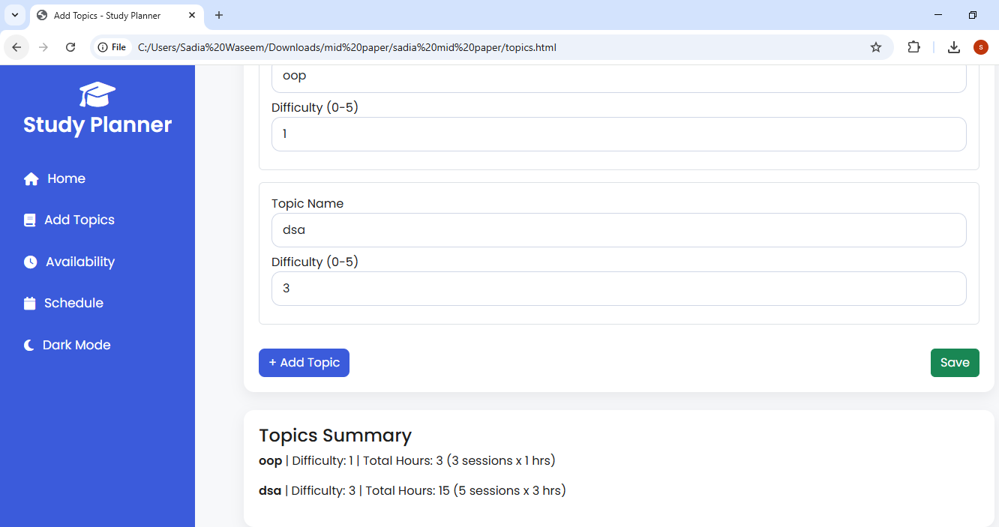 Add Topics - Study Planner
File
C:/Users/Sadia%20Waseem/Downloads/mid%20paper/sadia%20mid%20paper/topics.html
s
Study Planner
Home
Add Topics
Availability
Schedule
Dark Mode
oop
Difficulty (0-5)
1
Topic Name
dsa
Difficulty (0-5)
3
+ Add Topic
Save
Topics Summary
oop | Difficulty: 1 | Total Hours: 3 (3 sessions x 1 hrs)
dsa | Difficulty: 3 | Total Hours: 15 (5 sessions x 3 hrs)